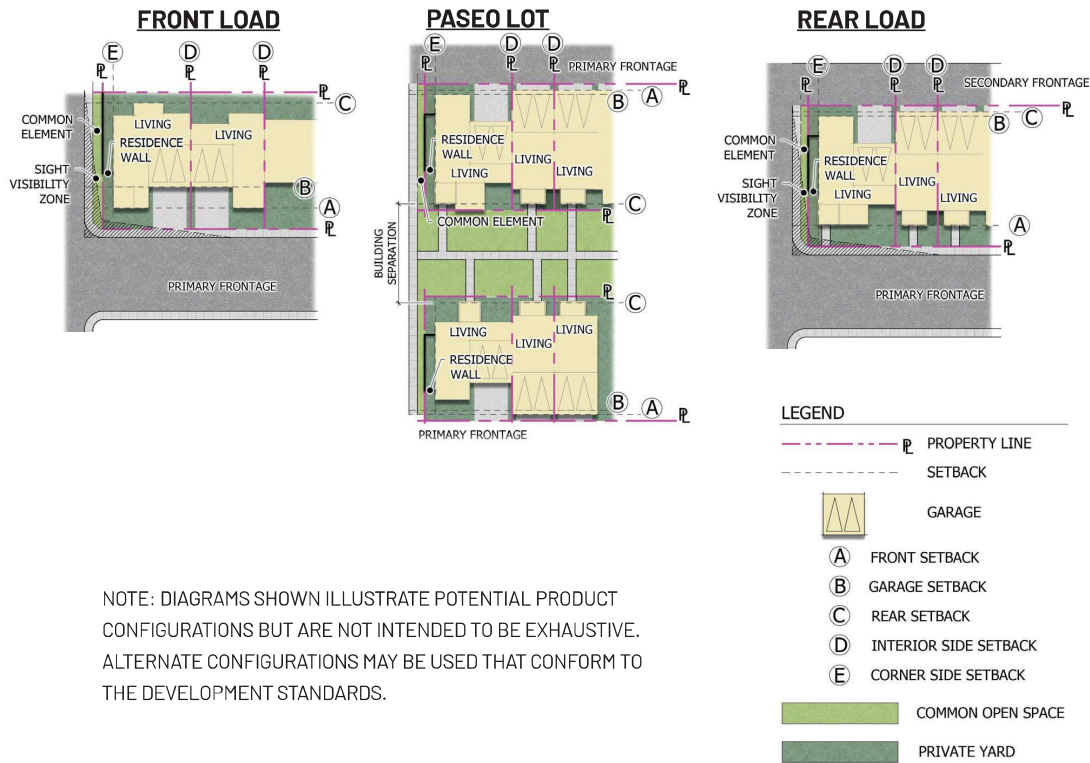 FRONT LOAD
E
D
D
PL
PL
PL
PL
C
COMMON
ELEMENT
LIVING
LIVING
RESIDENCE
WALL
SIGHT
VISIBILITY
ZONE
B
A
PL
PRIMARY FRONTAGE
PASEO LOT
E
D
D
PL
PL
PL
PRIMARY FRONTAGE
PL
A
B
RESIDENCE
WALL
LIVING
LIVING
LIVING
C
COMMON ELEMENT
PL
BUILDING
SEPARATION
PL
C
LIVING
LIVING
LIVING
RESIDENCE
WALL
B
A
PL
PRIMARY FRONTAGE
REAR LOAD
E
D
D
PL
PL
PL
SECONDARY FRONTAGE
PL
C
B
COMMON
ELEMENT
RESIDENCE
WALL
SIGHT
VISIBILITY
ZONE
LIVING
LIVING
LIVING
A
PL
PRIMARY FRONTAGE
LEGEND
PL PROPERTY LINE
SETBACK
GARAGE
A FRONT SETBACK
B GARAGE SETBACK
C REAR SETBACK
D INTERIOR SIDE SETBACK
E CORNER SIDE SETBACK
COMMON OPEN SPACE
PRIVATE YARD
NOTE: DIAGRAMS SHOWN ILLUSTRATE POTENTIAL PRODUCT
CONFIGURATIONS BUT ARE NOT INTENDED TO BE EXHAUSTIVE.
ALTERNATE CONFIGURATIONS MAY BE USED THAT CONFORM TO
THE DEVELOPMENT STANDARDS.